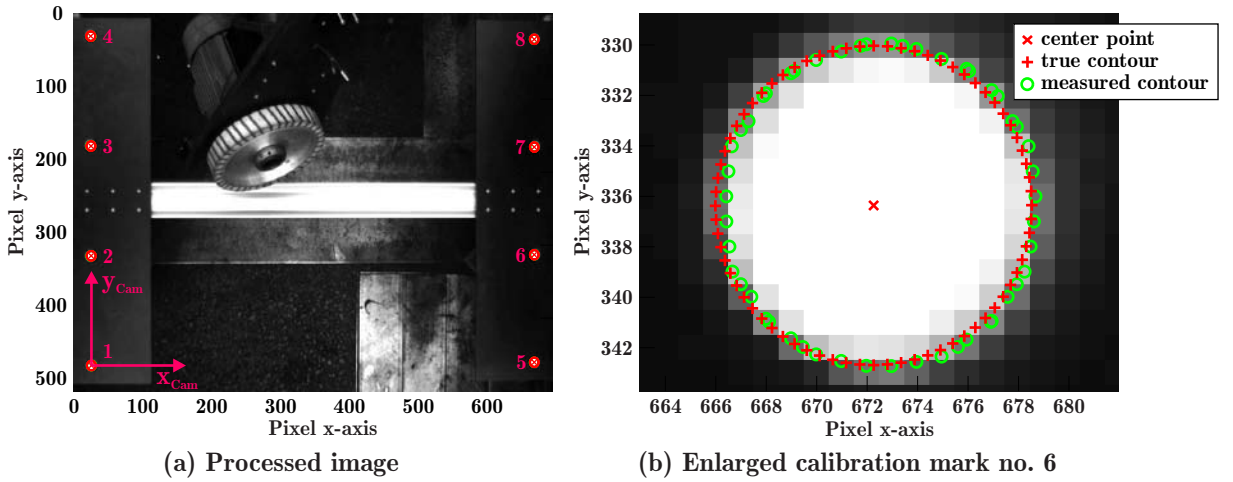 0
100
200
300
400
500
Pixel y-axis
4
3
2
1
8
7
6
5
y_Cam
x_Cam
0 100 200 300 400 500 600
Pixel x-axis
(a) Processed image
330
332
334
336
338
340
342
Pixel y-axis
center point
true contour
measured contour
664 666 668 670 672 674 676 678 680
Pixel x-axis
(b) Enlarged calibration mark no. 6